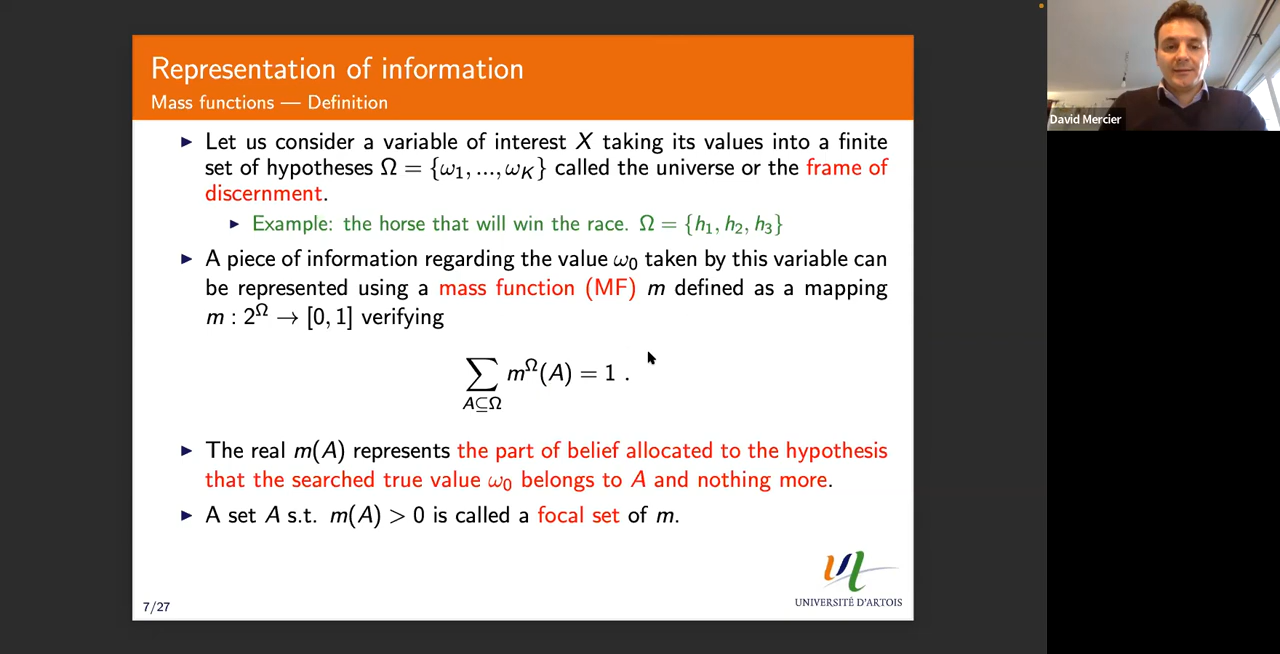 Representation of information
Mass functions — Definition
▶ Let us consider a variable of interest X taking its values into a finite
set of hypotheses Ω = {ω₁, ..., ω_K} called the universe or the frame of
discernment.
▶ Example: the horse that will win the race. Ω = {h₁, h₂, h₃}
▶ A piece of information regarding the value ω₀ taken by this variable can
be represented using a mass function (MF) m defined as a mapping
m : 2^Ω → [0, 1] verifying
∑ m^Ω(A) = 1 .
A⊆Ω
▶ The real m(A) represents the part of belief allocated to the hypothesis
that the searched true value ω₀ belongs to A and nothing more.
▶ A set A s.t. m(A) > 0 is called a focal set of m.
UNIVERSITÉ D'ARTOIS
7/27
David Mercier